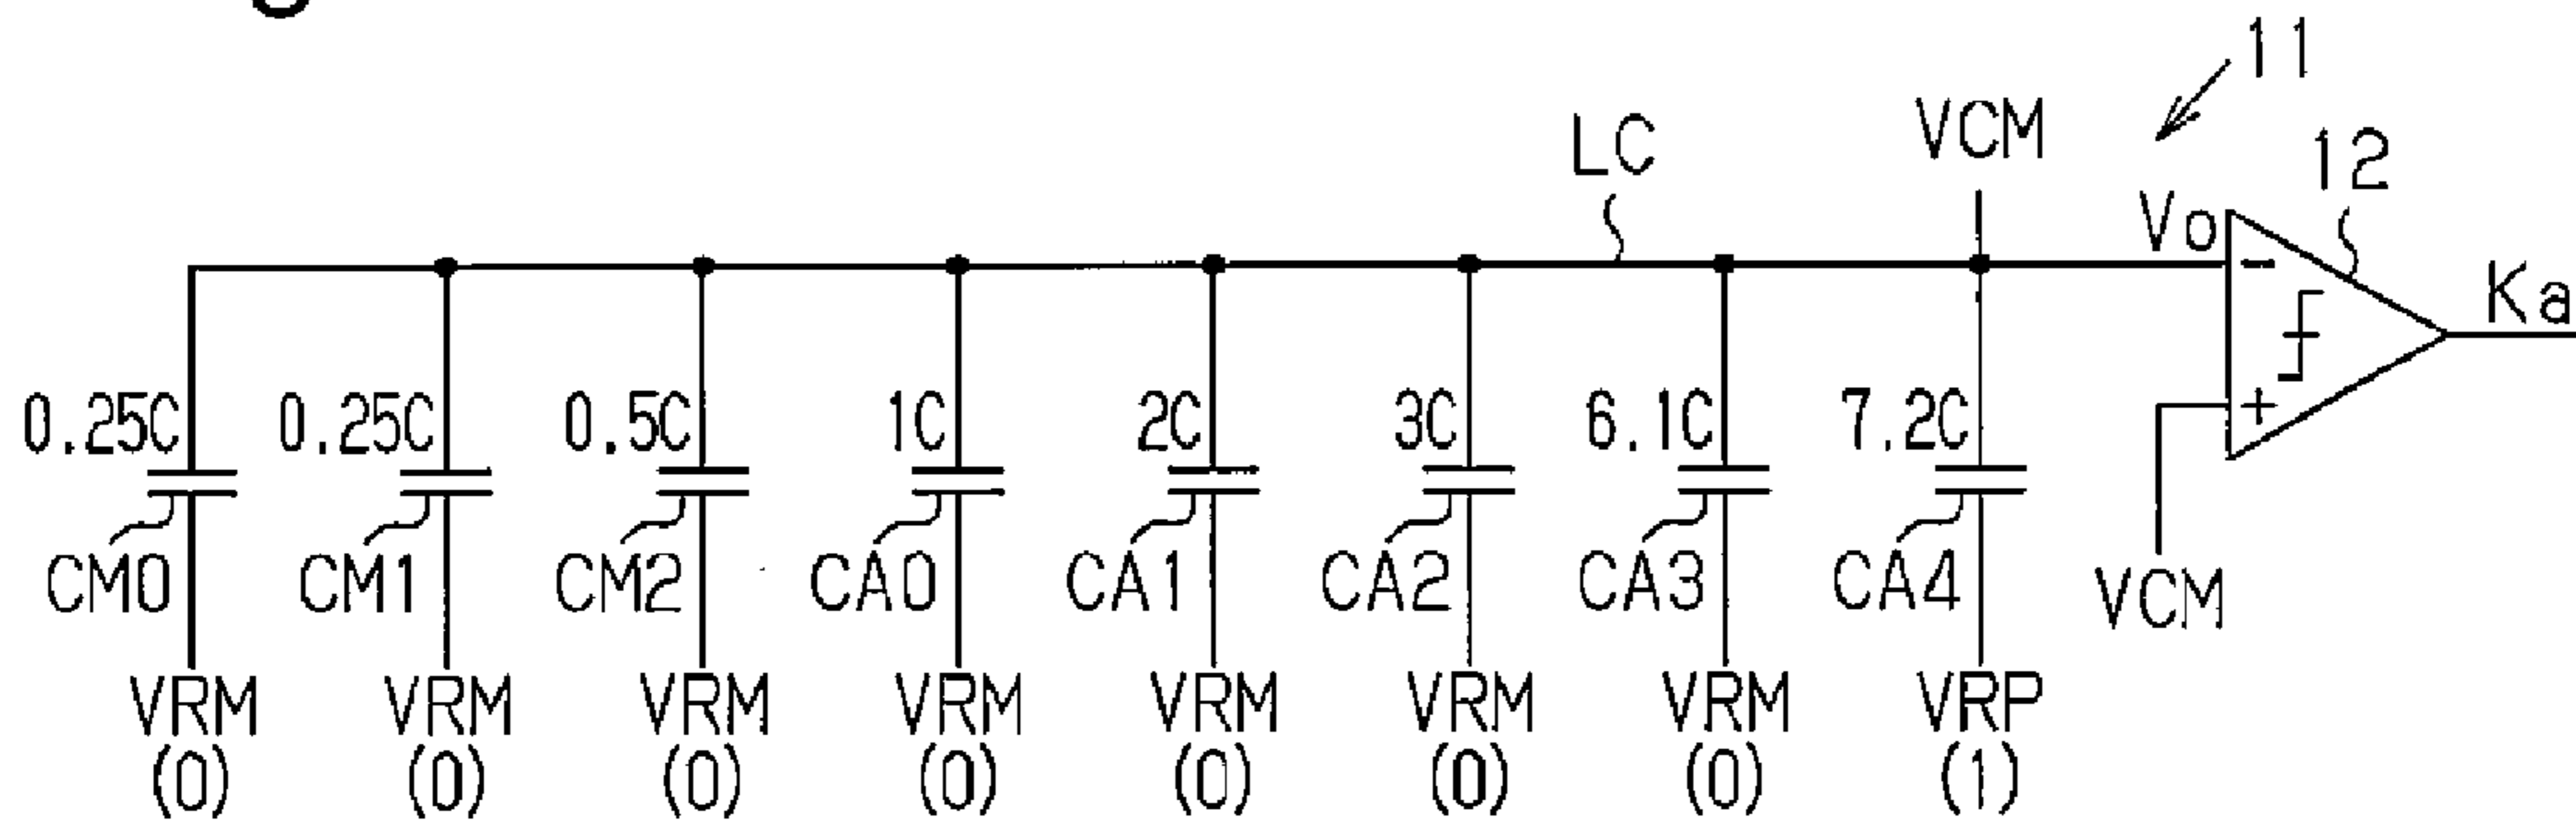 11
LC
VCM
12
Vo
Ka
-
+
0.25C 0.25C 0.5C 1C 2C 3C 6.1C 7.2C
CM0 CM1 CM2 CA0 CA1 CA2 CA3 CA4
VCM
VRM VRM VRM VRM VRM VRM VRM VRP
(0) (0) (0) (0) (0) (0) (0) (1)